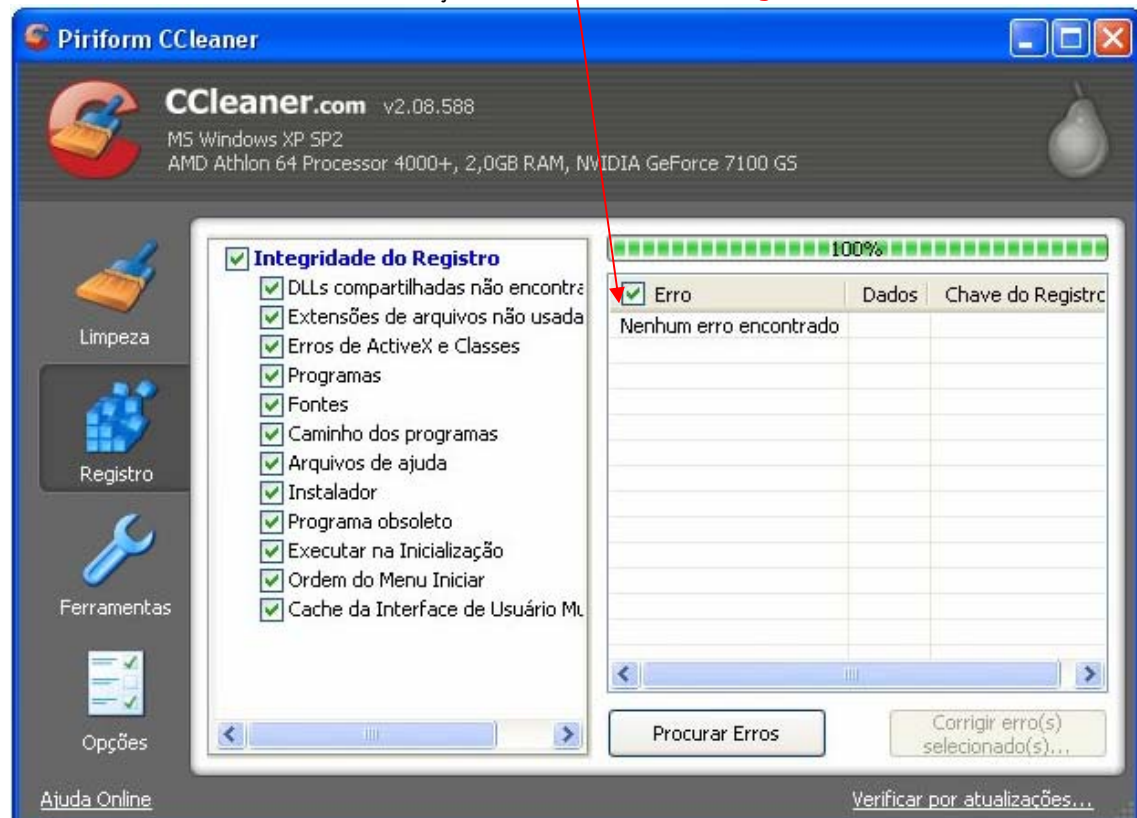 Piriform CCleaner
CCleaner.com v2.08.588
MS Windows XP SP2
AMD Athlon 64 Processor 4000+, 2,0GB RAM, NVIDIA GeForce 7100 GS
Limpeza
Registro
Ferramentas
Opções
Integridade do Registro
DLLs compartilhadas não encontra
Extensões de arquivos não usada
Erros de ActiveX e Classes
Programas
Fontes
Caminho dos programas
Arquivos de ajuda
Instalador
Programa obsoleto
Executar na Inicialização
Ordem do Menu Iniciar
Cache da Interface de Usuário Mu
100%
Erro Dados Chave do Registro
Nenhum erro encontrado
Procurar Erros
Corrigir erro(s)
selecionado(s)...
Ajuda Online
Verificar por atualizações...